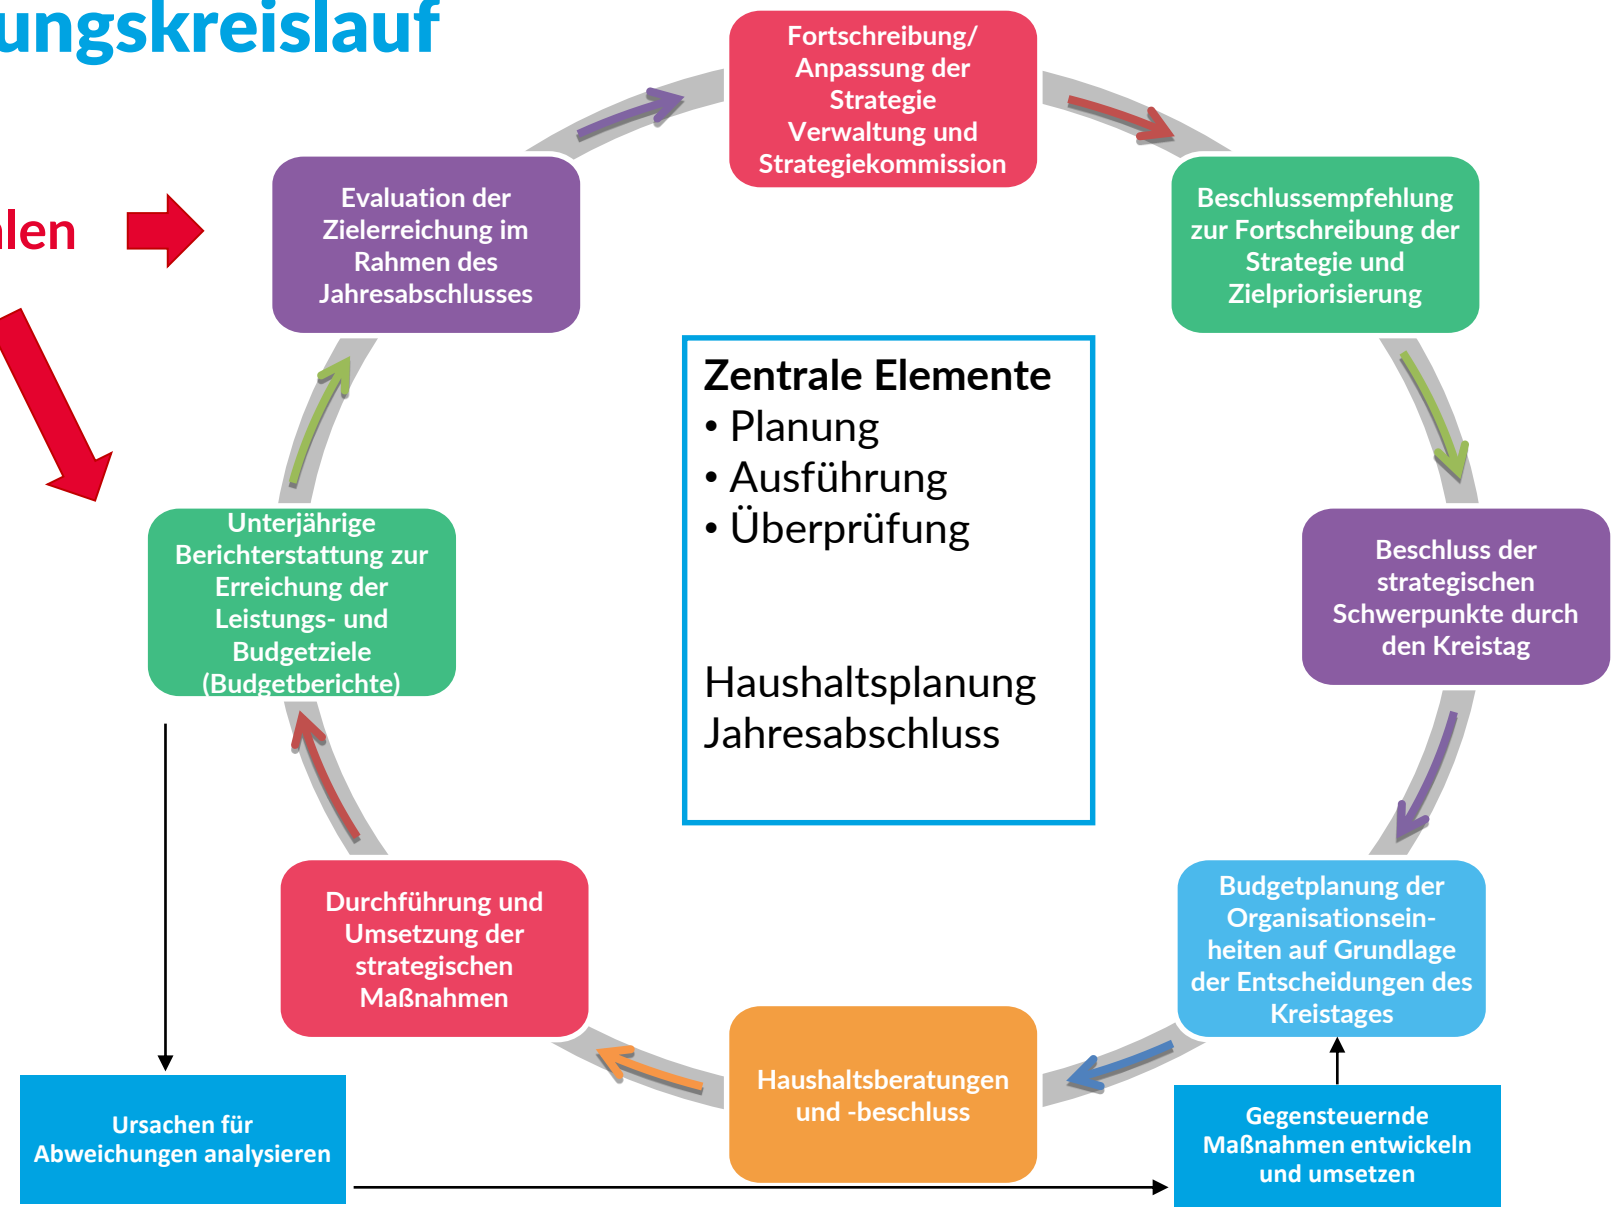 ungskreislauf
Fortschreibung/
Anpassung der
Strategie
Verwaltung und
Strategiekommission
Beschlussempfehlung
zur Fortschreibung der
Strategie und
Zielpriorisierung
Beschluss der
strategischen
Schwerpunkte durch
den Kreistag
Budgetplanung der
Organisationsein-
heiten auf Grundlage
der Entscheidungen des
Kreistages
Haushaltsberatungen
und -beschluss
Durchführung und
Umsetzung der
strategischen
Maßnahmen
Unterjährige
Berichterstattung zur
Erreichung der
Leistungs- und
Budgetziele
(Budgetberichte)
Evaluation der
Zielerreichung im
Rahmen des
Jahresabschlusses
len
Zentrale Elemente
• Planung
• Ausführung
• Überprüfung
Haushaltsplanung
Jahresabschluss
Ursachen für
Abweichungen analysieren
Gegensteuernde
Maßnahmen entwickeln
und umsetzen